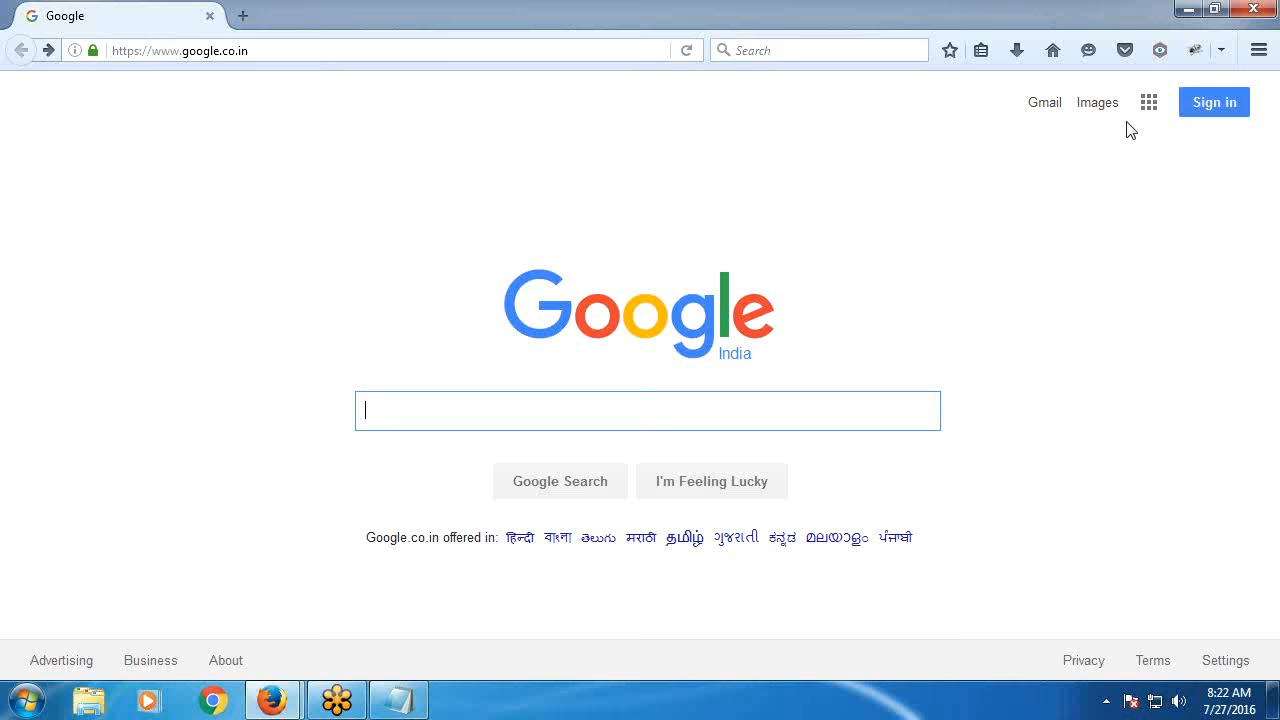 Google
https://www.google.co.in
Search
Gmail Images Sign in
Google
India
Google Search I'm Feeling Lucky
Google.co.in offered in: हिन्दी বাংলা తెలుగు मराठी தமிழ் ગુજરાતી ಕನ್ನಡ മലയാളം ਪੰਜਾਬੀ
Advertising Business About Privacy Terms Settings
8:22 AM
7/27/2016